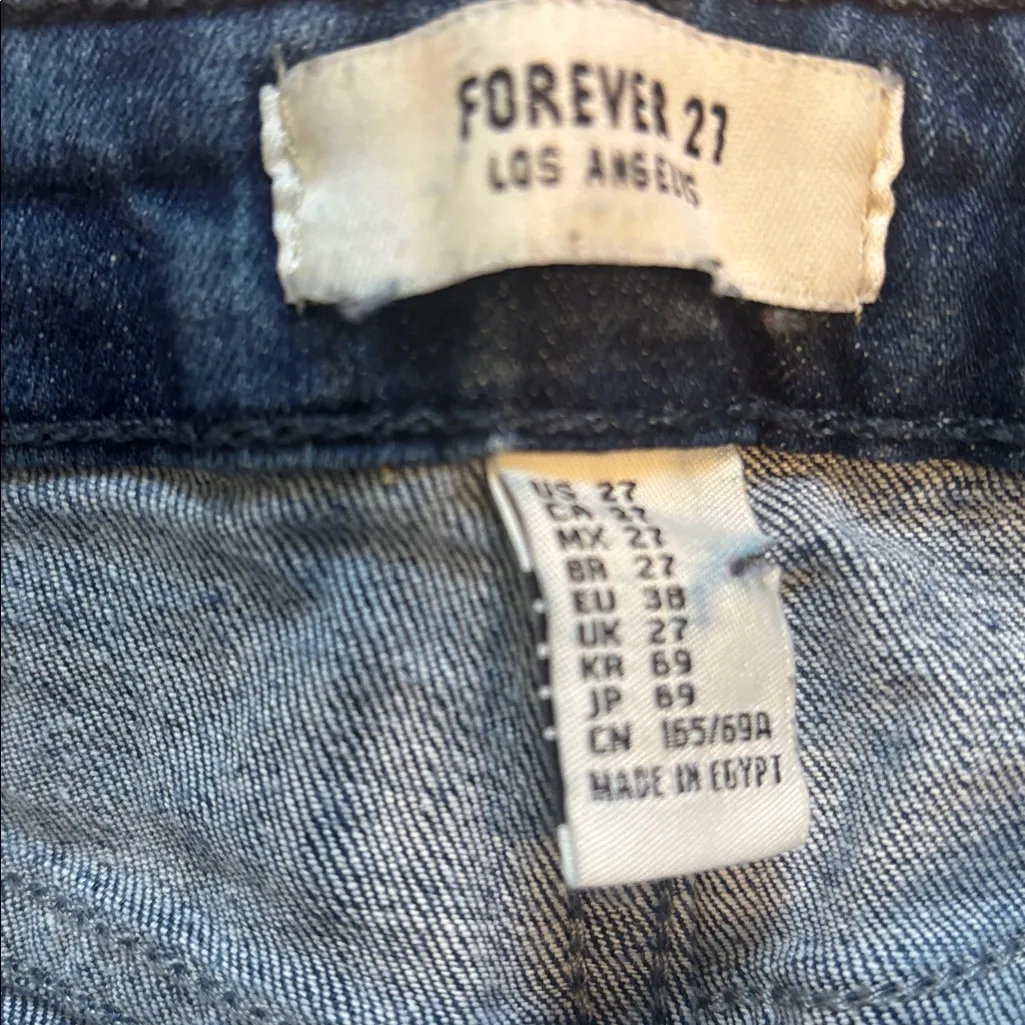 FOREVER 27
LOS ANGELES
US 27
CA 27
MX 27
BR 27
EU 38
UK 27
KR 69
JP 69
CN 165/69A
MADE IN EGYPT